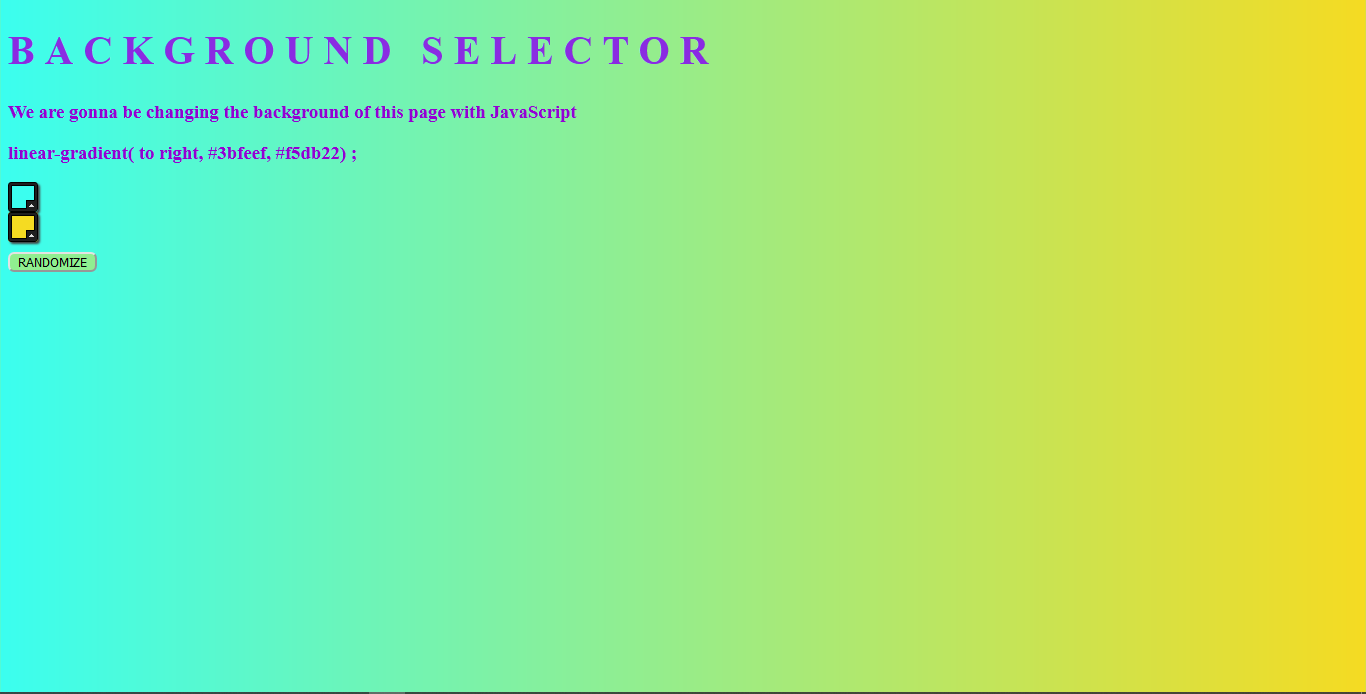 BACKGROUND SELECTOR
We are gonna be changing the background of this page with JavaScript
linear-gradient( to right, #3bfeef, #f5db22) ;
RANDOMIZE